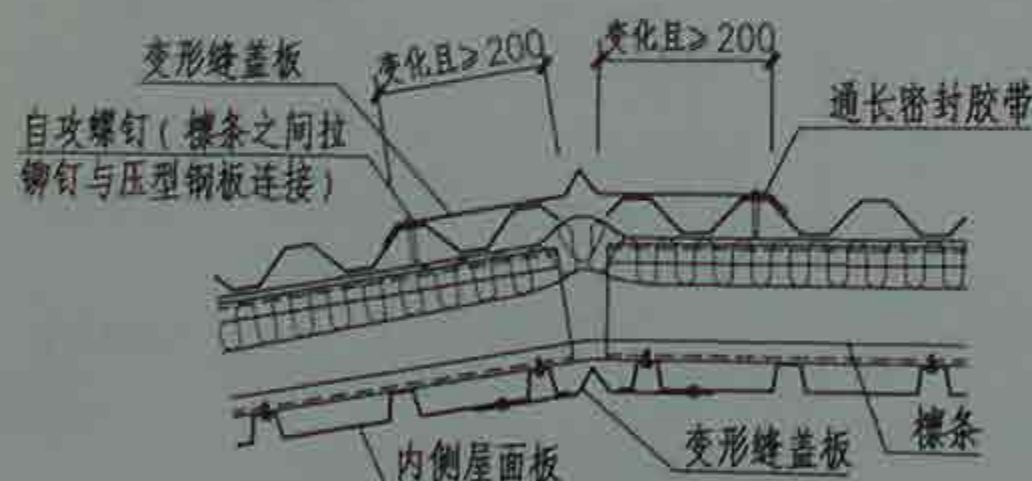 变形缝盖板
变化且≥200
变化且≥200
通长密封胶带
自攻螺钉(檩条之间拉
铆钉与压型钢板连接)
内侧屋面板
变形缝盖板
檩条